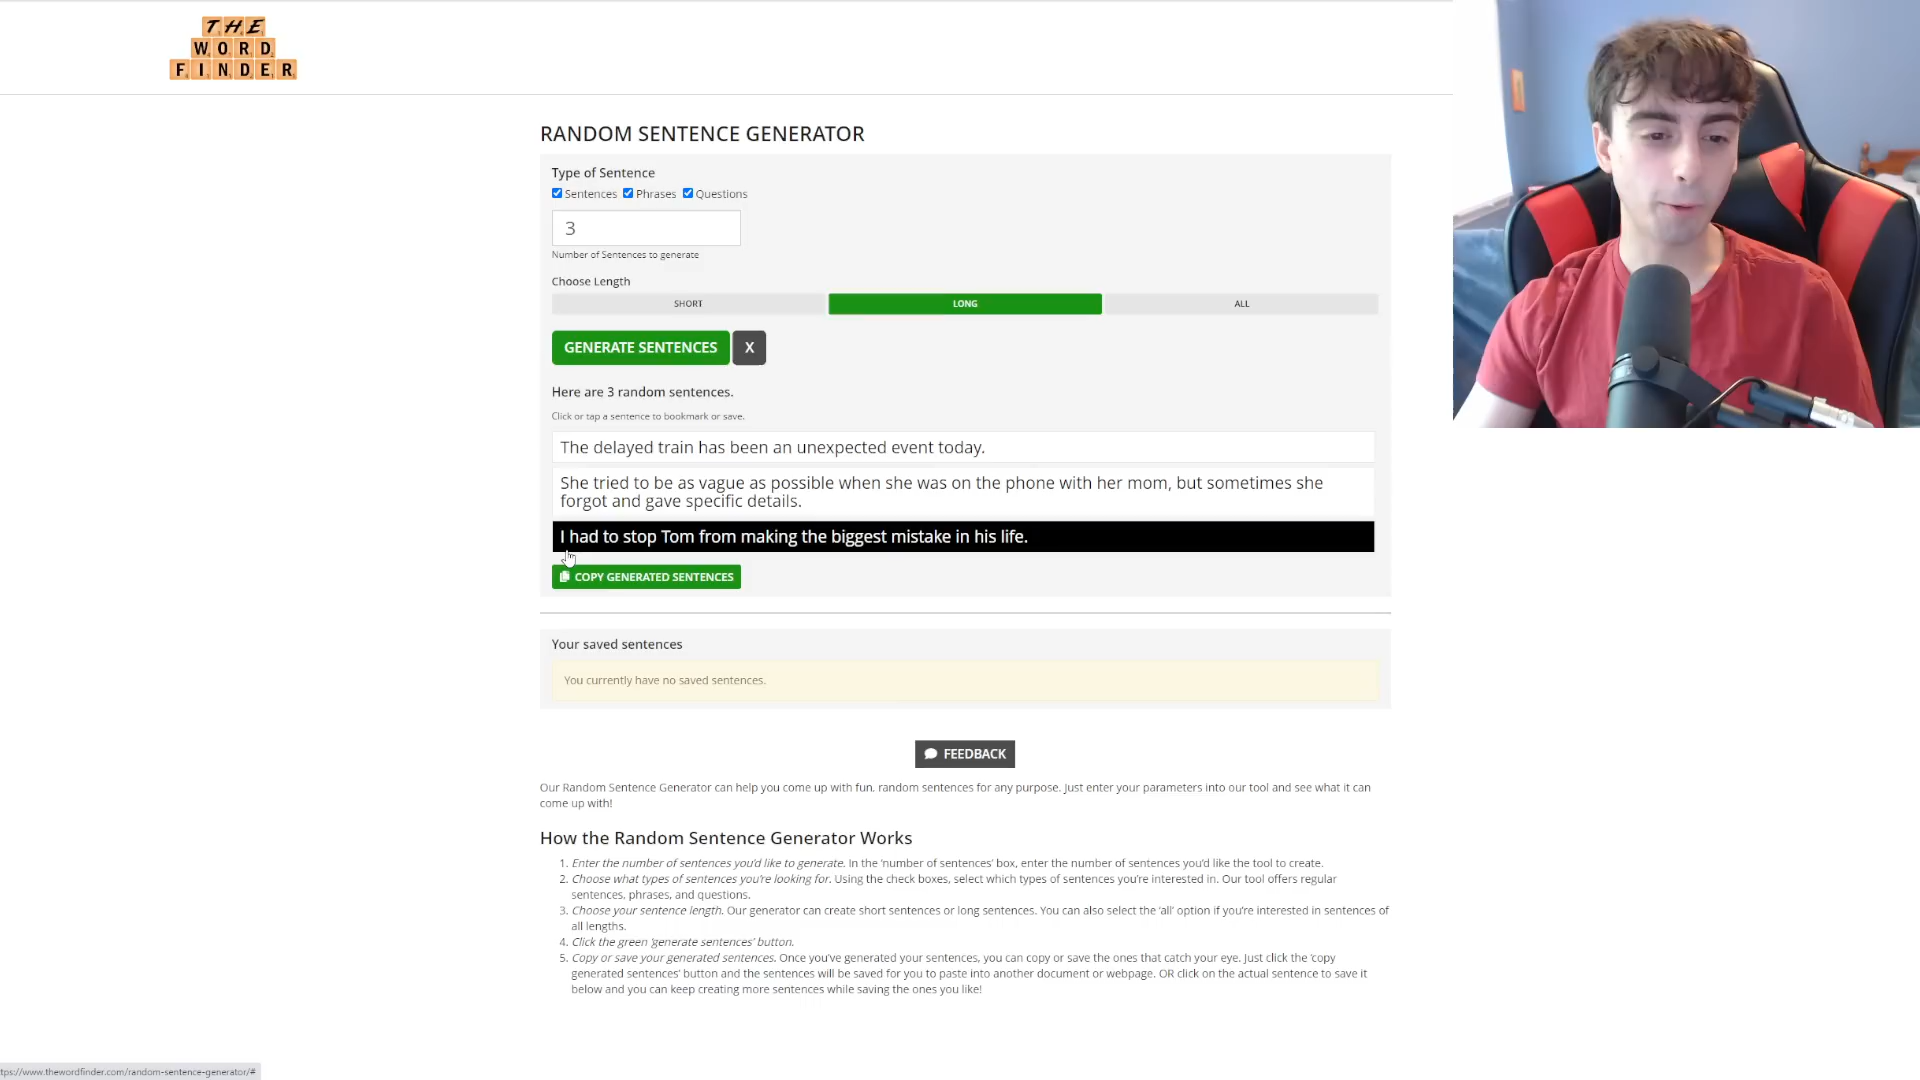 THE
WORD
FINDER
RANDOM SENTENCE GENERATOR
Type of Sentence
Sentences Phrases Questions
3
Number of Sentences to generate
Choose Length
SHORT LONG ALL
GENERATE SENTENCES X
Here are 3 random sentences.
Click or tap a sentence to bookmark or save.
The delayed train has been an unexpected event today.
She tried to be as vague as possible when she was on the phone with her mom, but sometimes she
forgot and gave specific details.
I had to stop Tom from making the biggest mistake in his life.
COPY GENERATED SENTENCES
Your saved sentences
You currently have no saved sentences.
FEEDBACK
Our Random Sentence Generator can help you come up with fun, random sentences for any purpose. Just enter your parameters into our tool and see what it can
come up with!
How the Random Sentence Generator Works
1. Enter the number of sentences you'd like to generate. In the 'number of sentences' box, enter the number of sentences you'd like the tool to create.
2. Choose what types of sentences you're looking for. Using the check boxes, select which types of sentences you're interested in. Our tool offers regular
sentences, phrases, and questions.
3. Choose your sentence length. Our generator can create short sentences or long sentences. You can also select the 'all' option if you're interested in sentences of
all lengths.
4. Click the green 'generate sentences' button.
5. Copy or save your generated sentences. Once you've generated your sentences, you can copy or save the ones that catch your eye. Just click the 'copy
generated sentences' button and the sentences will be saved for you to paste into another document or webpage. OR click on the actual sentence to save it
below and you can keep creating more sentences while saving the ones you like!
tps://www.thewordfinder.com/random-sentence-generator/#